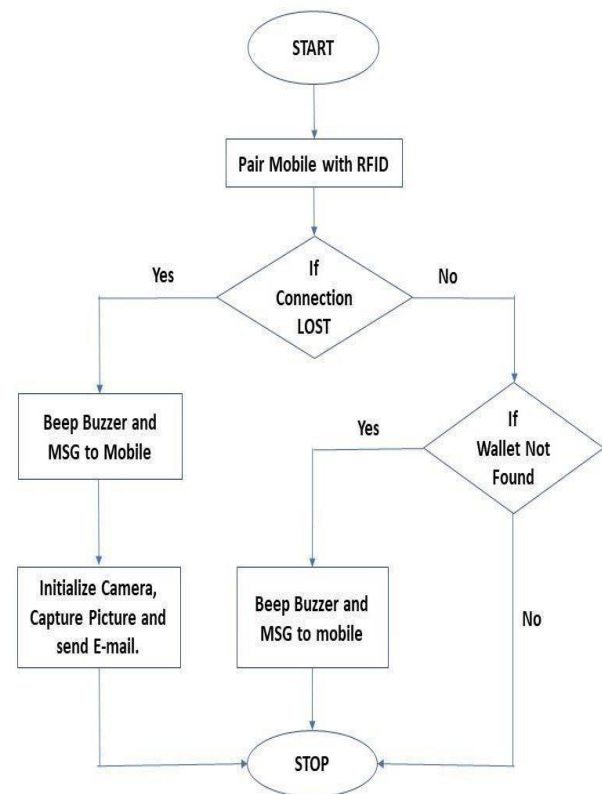 START
Pair Mobile with RFID
Yes
If
Connection
LOST
No
Beep Buzzer and
MSG to Mobile
Yes
If
Wallet Not
Found
Initialize Camera,
Capture Picture and
send E-mail.
Beep Buzzer and
MSG to mobile
No
STOP